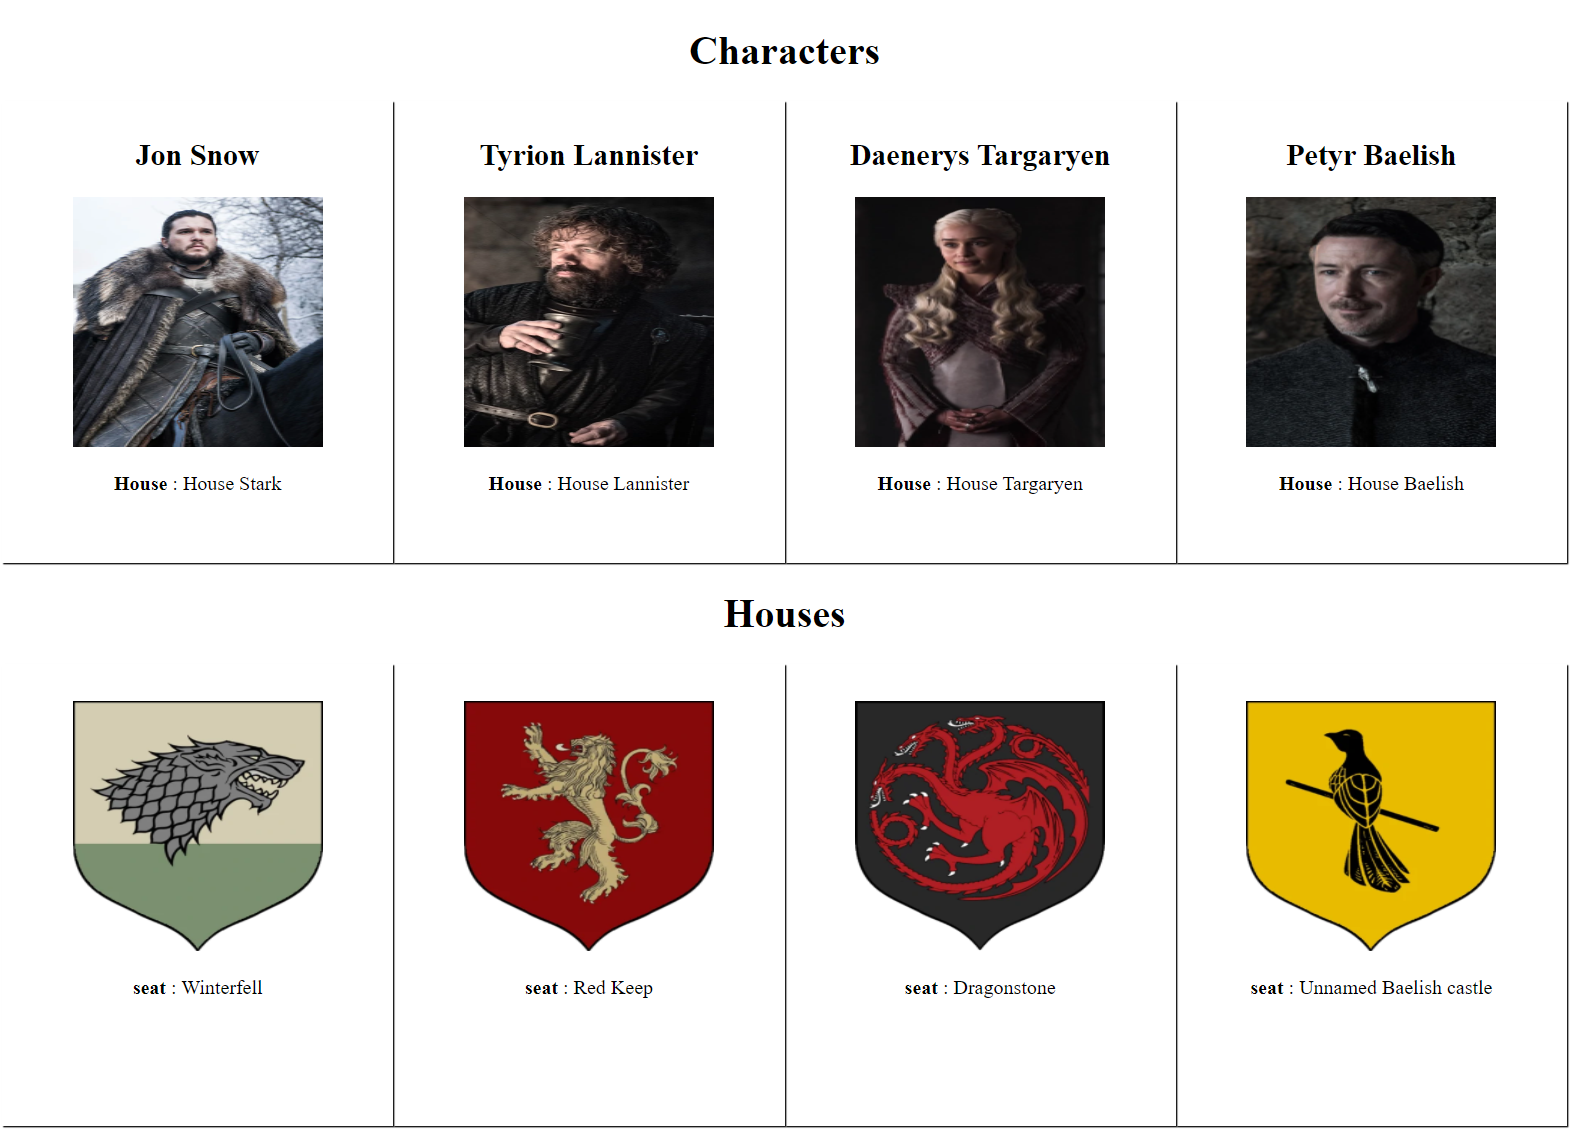 Characters
Jon Snow
Tyrion Lannister
Daenerys Targaryen
Petyr Baelish
House : House Stark
House : House Lannister
House : House Targaryen
House : House Baelish
Houses
seat : Winterfell
seat : Red Keep
seat : Dragonstone
seat : Unnamed Baelish castle